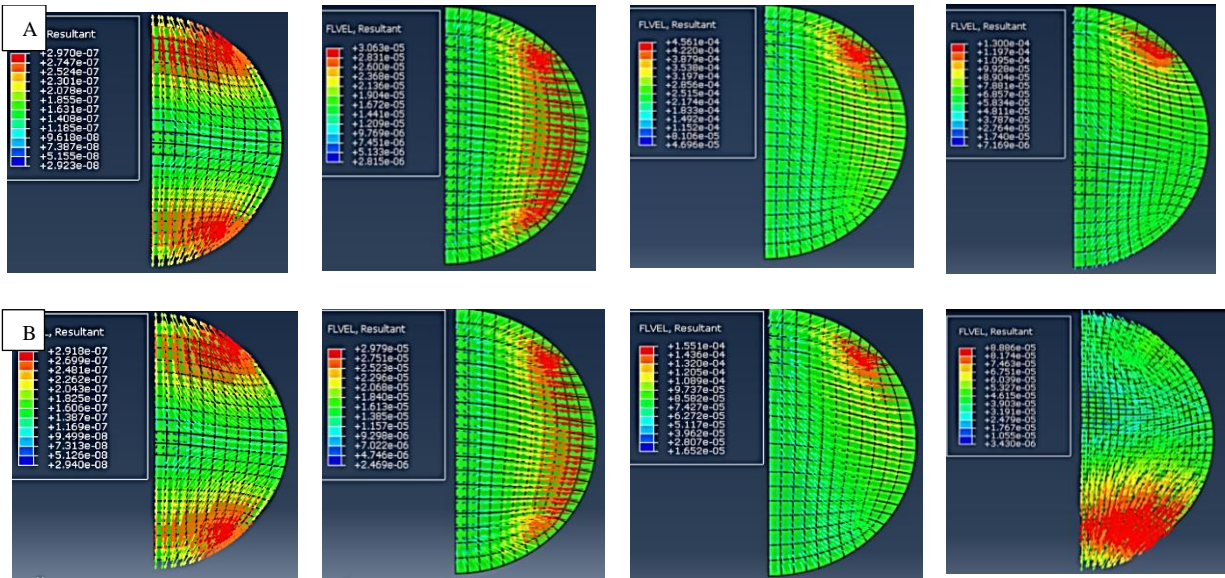 A
, Resultant
+2.970e-07
+2.747e-07
+2.524e-07
+2.301e-07
+2.078e-07
+1.855e-07
+1.631e-07
+1.408e-07
+1.185e-07
+9.618e-08
+7.387e-08
+5.155e-08
+2.923e-08
FLVEL, Resultant
+3.063e-05
+2.831e-05
+2.600e-05
+2.368e-05
+2.136e-05
+1.904e-05
+1.672e-05
+1.441e-05
+1.209e-05
+9.769e-06
+7.451e-06
+5.133e-06
+2.815e-06
FLVEL, Resultant
+4.561e-04
+4.220e-04
+3.879e-04
+3.538e-04
+3.197e-04
+2.856e-04
+2.515e-04
+2.174e-04
+1.833e-04
+1.492e-04
+1.152e-04
+8.106e-05
+4.696e-05
FLVEL, Resultant
+1.300e-04
+1.197e-04
+1.095e-04
+9.928e-05
+8.904e-05
+7.881e-05
+6.857e-05
+5.834e-05
+4.811e-05
+3.787e-05
+2.764e-05
+1.740e-05
+7.169e-06
B
L, Resultant
+2.918e-07
+2.699e-07
+2.481e-07
+2.262e-07
+2.043e-07
+1.825e-07
+1.606e-07
+1.387e-07
+1.169e-07
+9.499e-08
+7.313e-08
+5.126e-08
+2.940e-08
FLVEL, Resultant
+2.979e-05
+2.751e-05
+2.523e-05
+2.296e-05
+2.068e-05
+1.840e-05
+1.613e-05
+1.385e-05
+1.157e-05
+9.298e-06
+7.022e-06
+4.746e-06
+2.469e-06
FLVEL, Resultant
+1.551e-04
+1.436e-04
+1.320e-04
+1.205e-04
+1.089e-04
+9.737e-05
+8.582e-05
+7.427e-05
+6.272e-05
+5.117e-05
+3.962e-05
+2.807e-05
+1.652e-05
FLVEL, Resultant
+8.886e-05
+8.174e-05
+7.463e-05
+6.751e-05
+6.039e-05
+5.327e-05
+4.615e-05
+3.903e-05
+3.191e-05
+2.479e-05
+1.767e-05
+1.055e-05
+3.430e-06